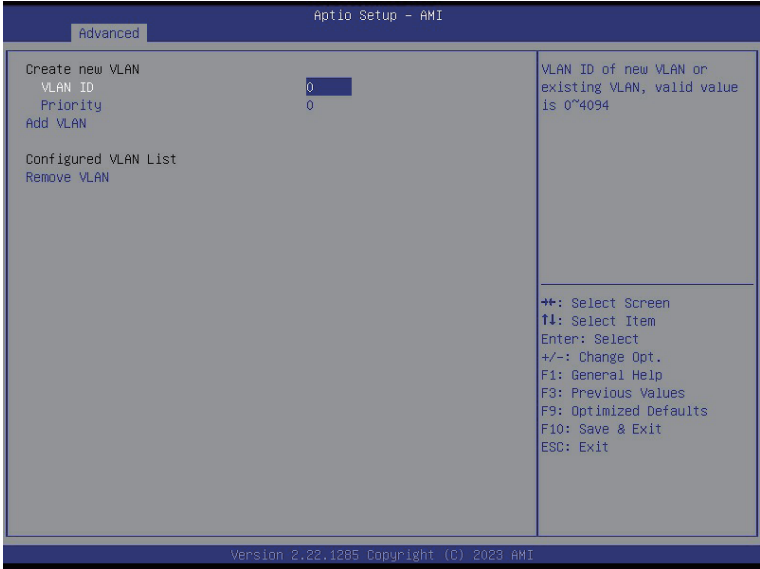 Aptio Setup – AMI
Advanced
Create new VLAN
VLAN ID 0
Priority 0
Add VLAN
Configured VLAN List
Remove VLAN
VLAN ID of new VLAN or
existing VLAN, valid value
is 0~4094
→←: Select Screen
↑↓: Select Item
Enter: Select
+/-: Change Opt.
F1: General Help
F3: Previous Values
F9: Optimized Defaults
F10: Save & Exit
ESC: Exit
Version 2.22.1285 Copyright (C) 2023 AMI